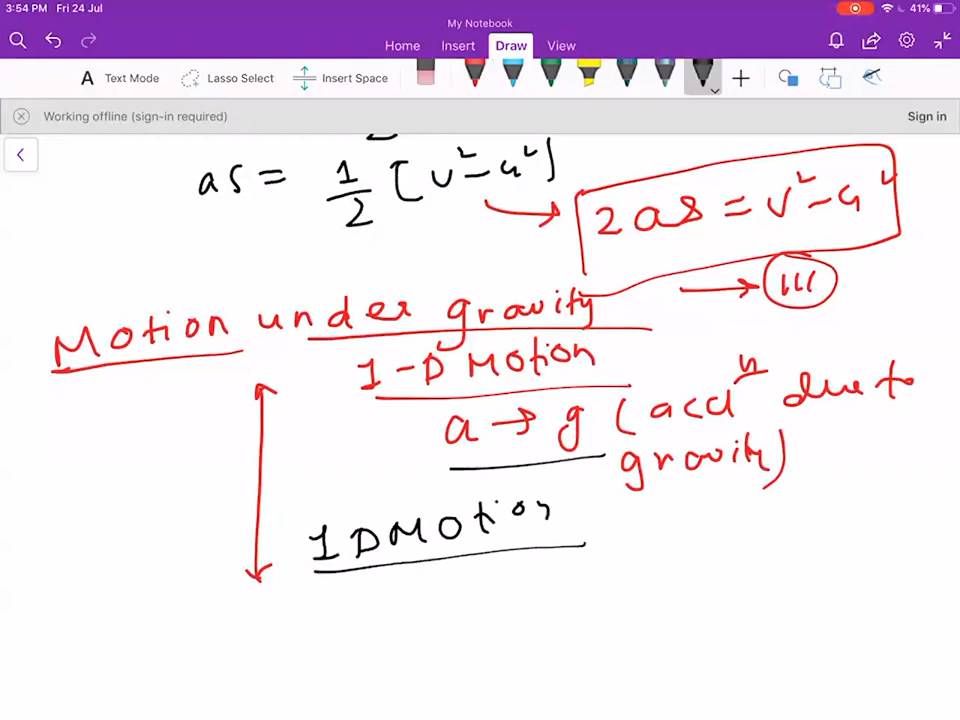 3:54 PM Fri 24 Jul 41%
My Notebook
Home Insert Draw View
A Text Mode Lasso Select Insert Space
Working offline (sign-in required) Sign in
as = 1/2 [v²-u²]
2as = v²-u²
→ III
Motion under gravity
1-D Motion
a → g (accⁿ due to
gravity)
1 D Motion